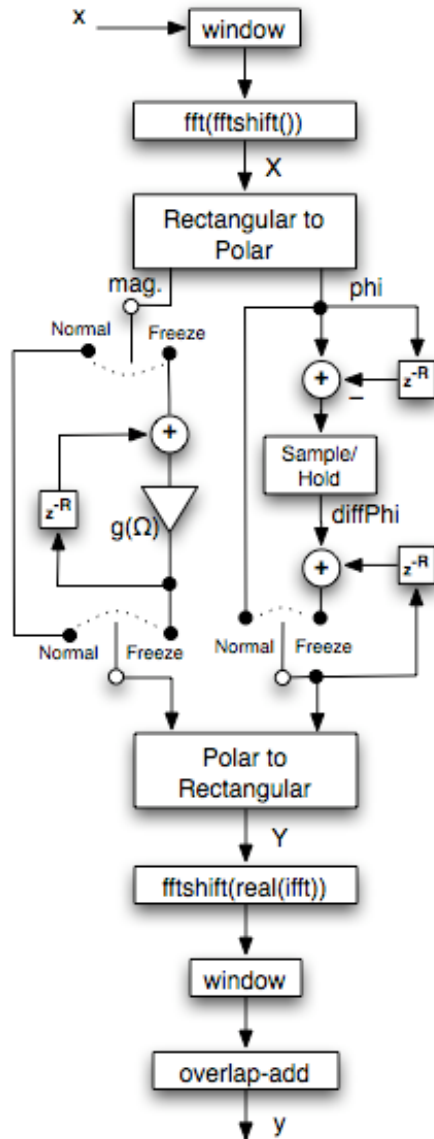 x
window
fft(fftshift())
X
Rectangular to
Polar
mag.
phi
Normal
Freeze
+
+
−
z-R
Sample/
Hold
z-R
g(Ω)
diffPhi
+
z-R
Normal
Freeze
Normal
Freeze
Polar to
Rectangular
Y
fftshift(real(ifft))
window
overlap-add
y